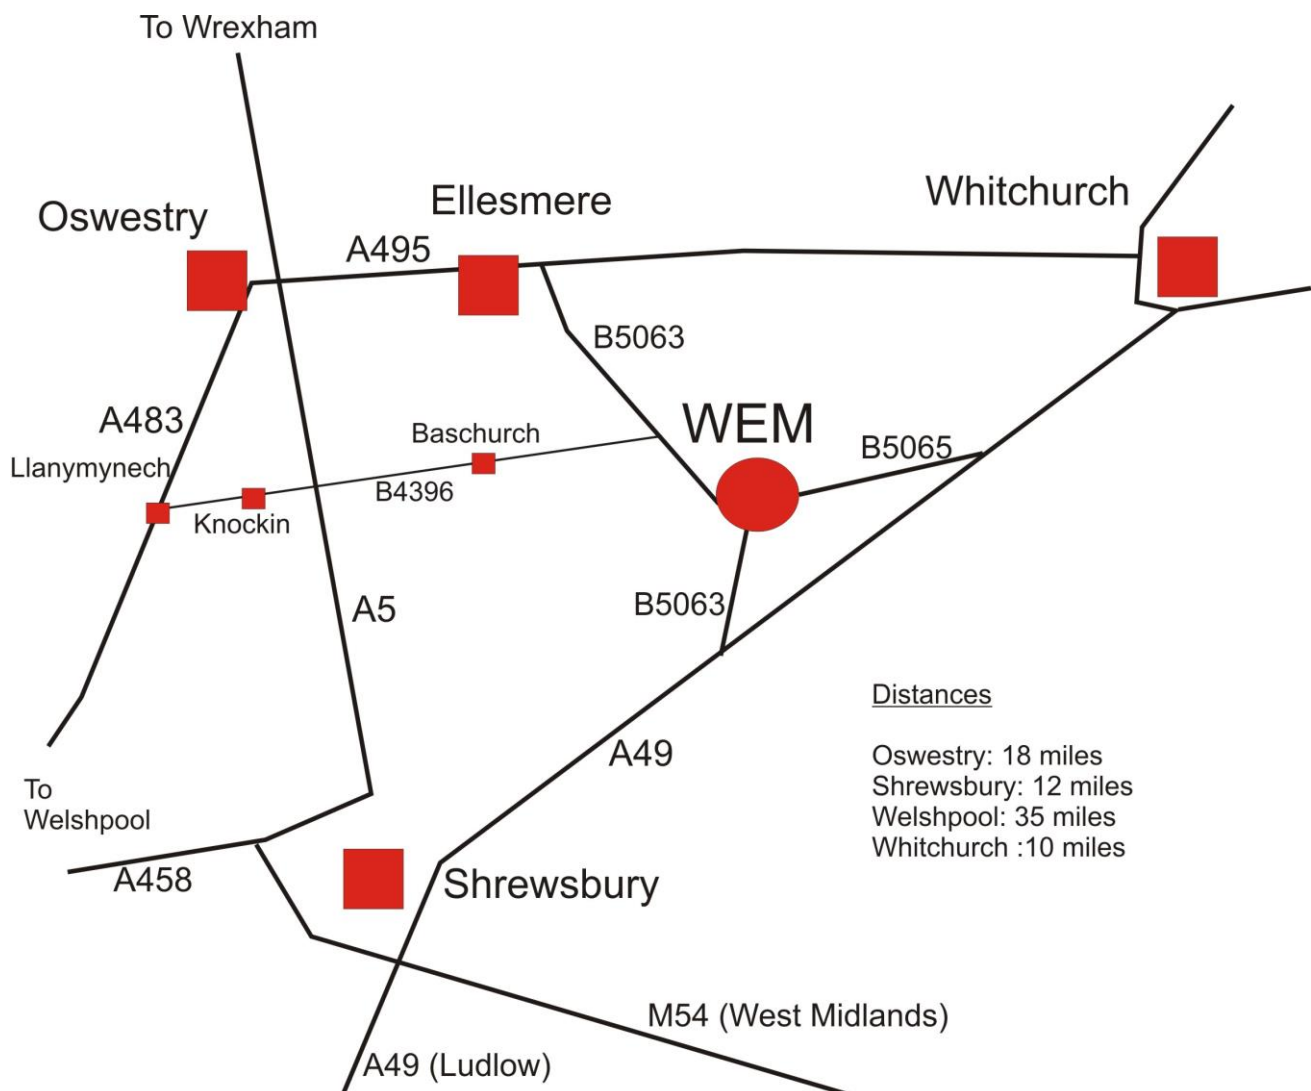 To Wrexham
Whitchurch
Ellesmere
Oswestry
A495
B5063
WEM
A483
Baschurch
B5065
Llanymynech
B4396
Knockin
B5063
A5
Distances
A49
Oswestry: 18 miles
Shrewsbury: 12 miles
Welshpool: 35 miles
Whitchurch :10 miles
To
Welshpool
A458
Shrewsbury
M54 (West Midlands)
A49 (Ludlow)